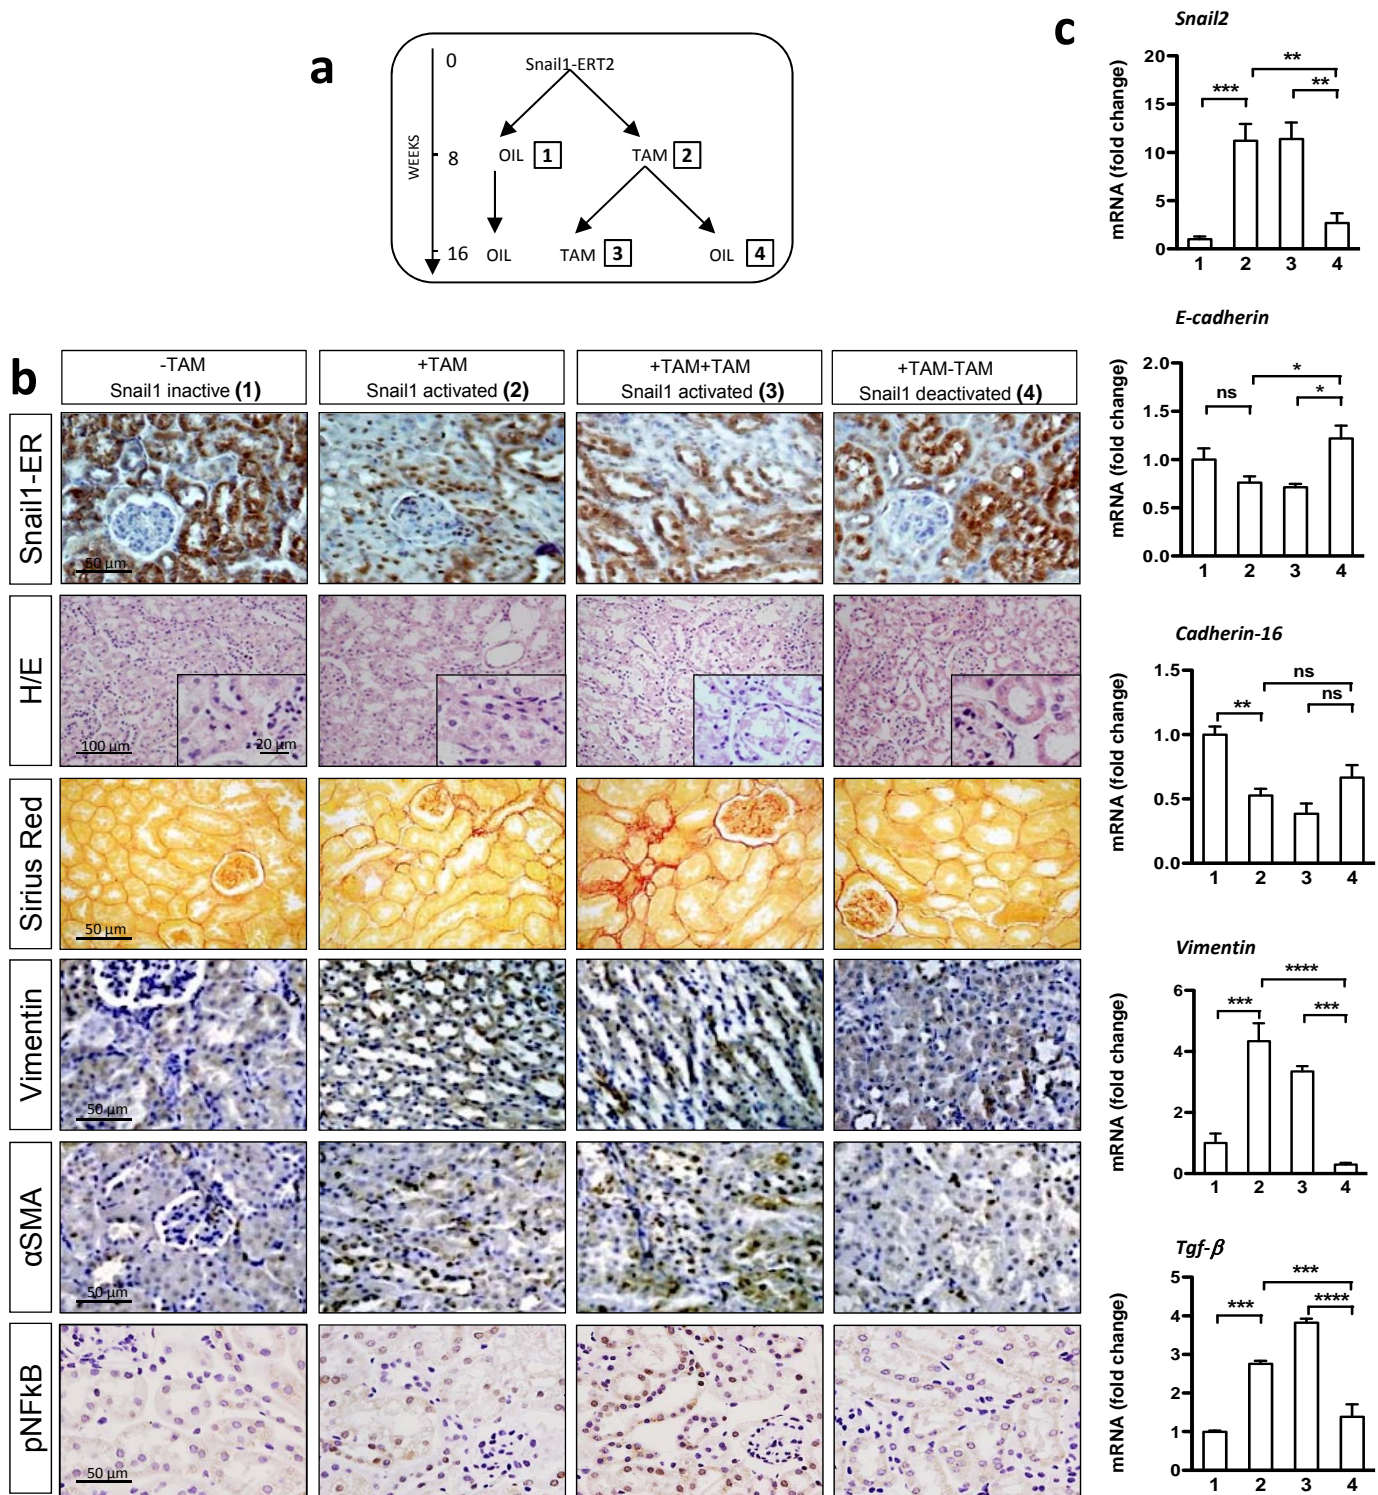 a
WEEKS
0
Snail1-ERT2
8
OIL 1
TAM 2
16
OIL
TAM 3
OIL 4
b
-TAM
Snail1 inactive (1)
+TAM
Snail1 activated (2)
+TAM+TAM
Snail1 activated (3)
+TAM-TAM
Snail1 deactivated (4)
Snail1-ER
50 µm
H/E
100 µm
20 µm
Sirius Red
50 µm
Vimentin
50 µm
αSMA
50 µm
pNFkB
50 µm
c
Snail2
mRNA (fold change)
20
15
10
5
0
***
**
**
1 2 3 4
E-cadherin
mRNA (fold change)
2.0
1.5
1.0
0.5
0.0
ns
*
*
1 2 3 4
Cadherin-16
mRNA (fold change)
1.5
1.0
0.5
0.0
**
ns
ns
1 2 3 4
Vimentin
mRNA (fold change)
6
4
2
0
***
****
***
1 2 3 4
Tgf-β
mRNA (fold change)
5
4
3
2
1
0
***
***
****
1 2 3 4